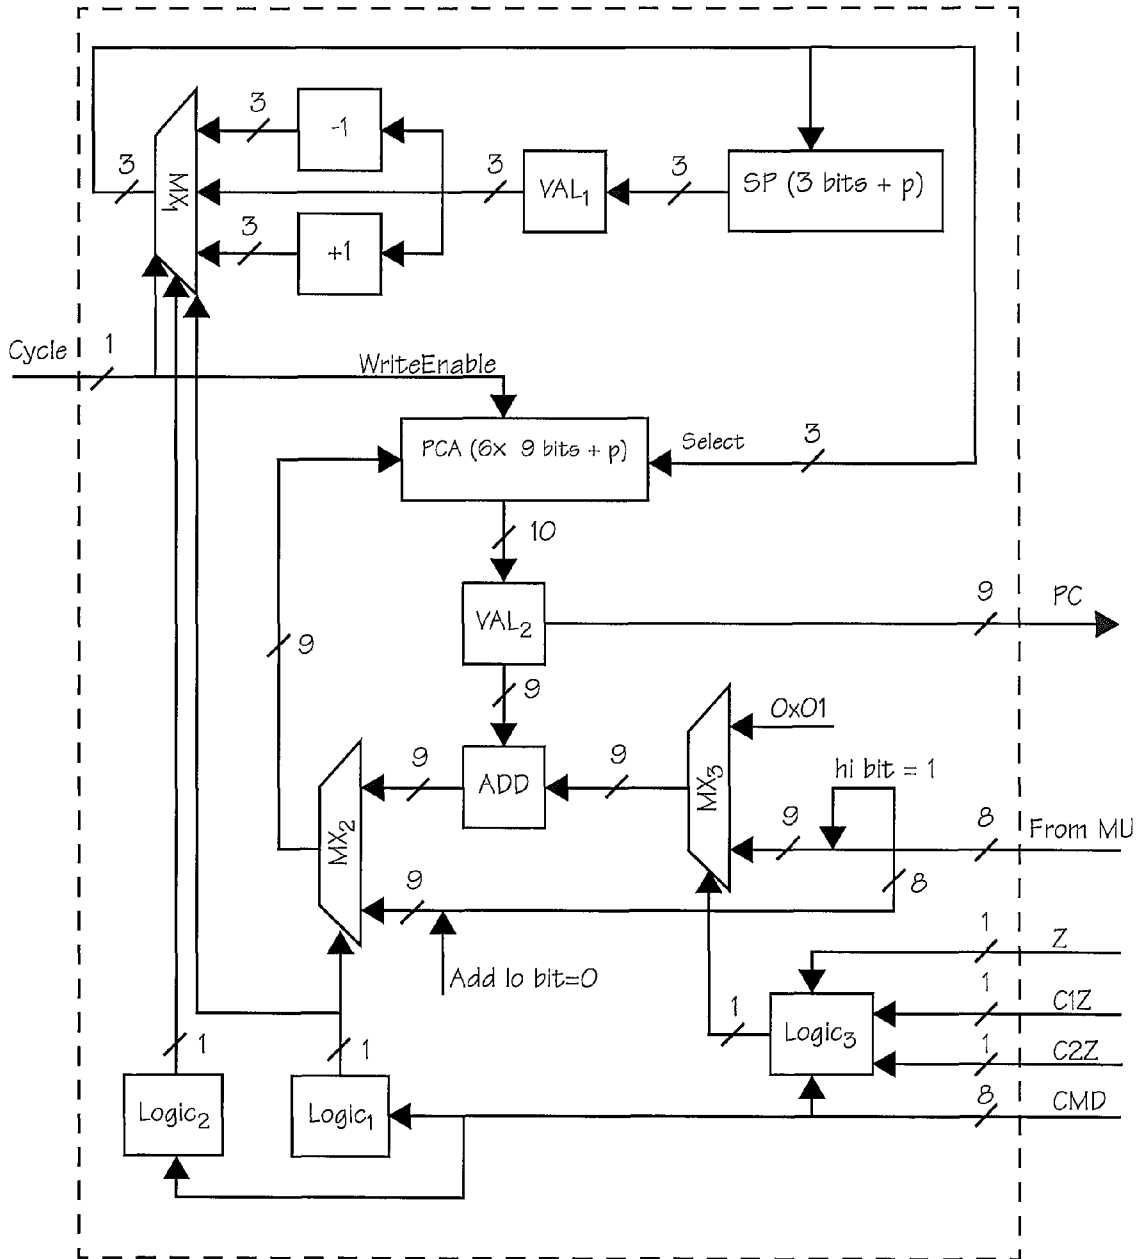 3
-1
3
MX1
3
VAL1
3
SP (3 bits + p)
3
+1
Cycle
1
WriteEnable
PCA (6x 9 bits + p)
Select
3
10
VAL2
9
PC
9
9
0x01
9
ADD
9
MX3
hi bit = 1
MX2
9
8
From MU
9
8
Add lo bit=0
1
Z
1
C1Z
1
Logic3
1
C2Z
1
1
Logic2
Logic1
8
CMD